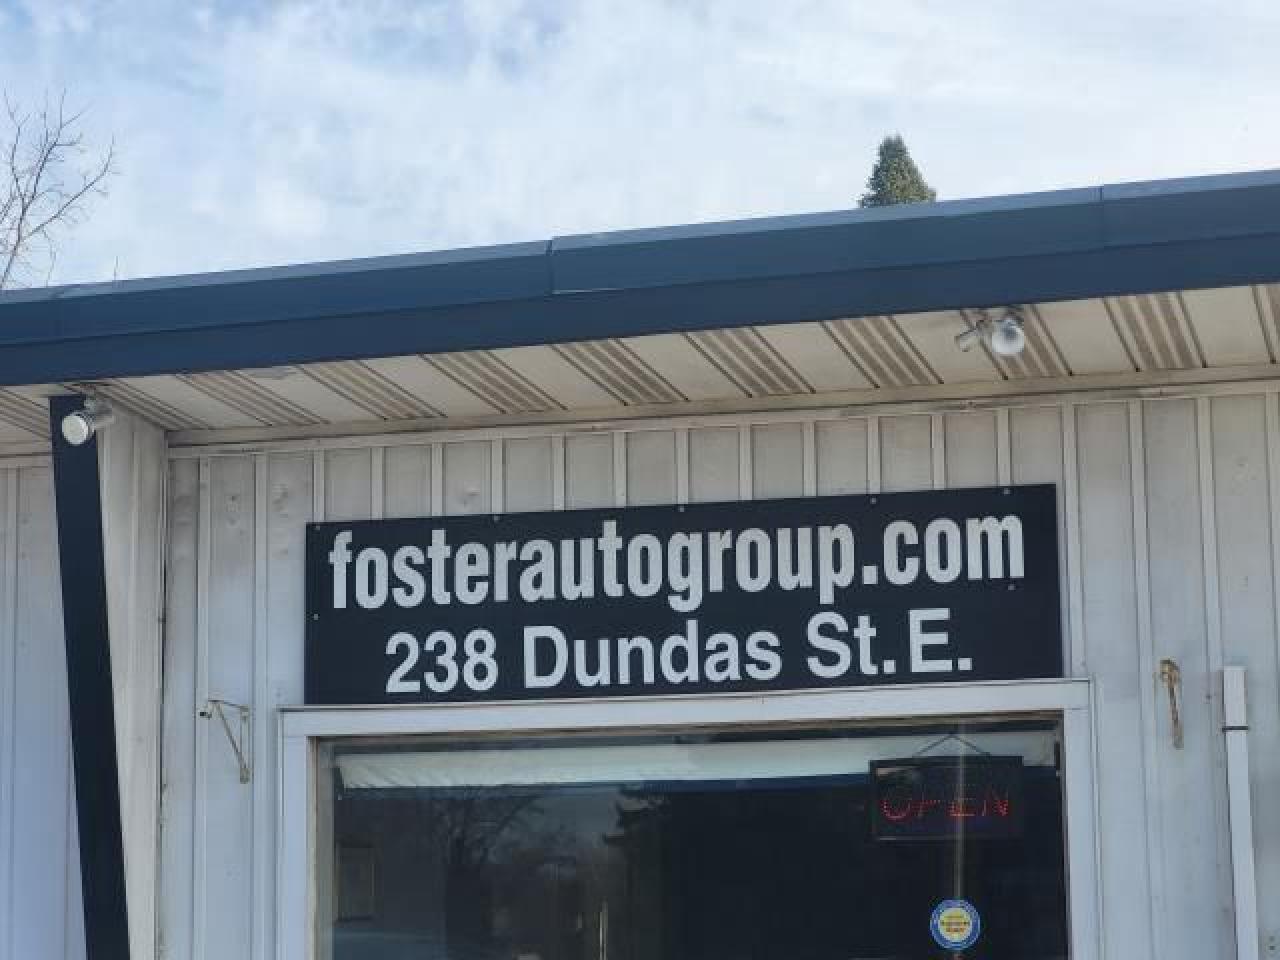 fosterautogroup.com
238 Dundas St. E.
OPEN